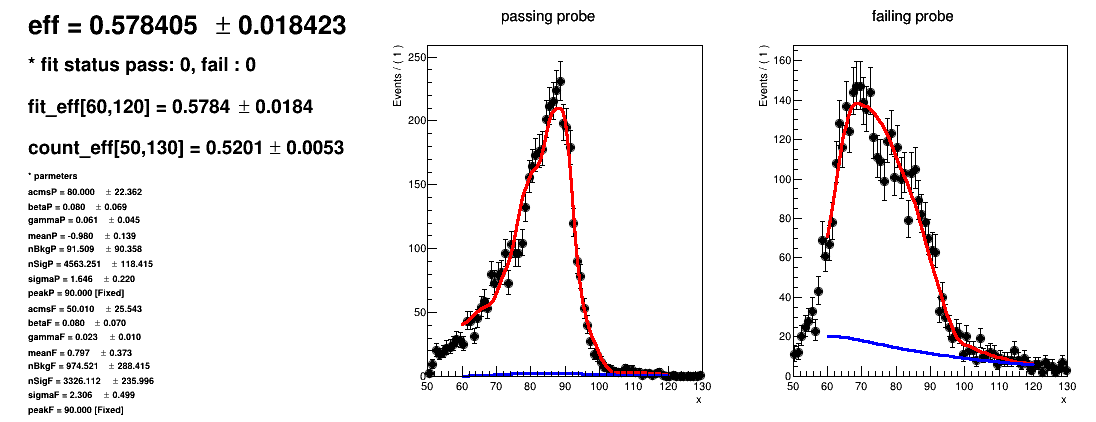 eff = 0.578405 ± 0.018423
* fit status pass: 0, fail : 0
fit_eff[60,120] = 0.5784 ± 0.0184
count_eff[50,130] = 0.5201 ± 0.0053
* parmeters
acmsP = 80.000 ± 22.362
betaP = 0.080 ± 0.069
gammaP = 0.061 ± 0.045
meanP = -0.980 ± 0.139
nBkgP = 91.509 ± 90.358
nSigP = 4563.251 ± 118.415
sigmaP = 1.646 ± 0.220
peakP = 90.000 [Fixed]
acmsF = 50.010 ± 25.543
betaF = 0.080 ± 0.070
gammaF = 0.023 ± 0.010
meanF = 0.797 ± 0.373
nBkgF = 974.521 ± 288.415
nSigF = 3326.112 ± 235.996
sigmaF = 2.306 ± 0.499
peakF = 90.000 [Fixed]
passing probe
Events / ( 1 )
250
200
150
100
50
0
50 60 70 80 90 100 110 120 130
x
failing probe
Events / ( 1 )
160
140
120
100
80
60
40
20
0
50 60 70 80 90 100 110 120 130
x